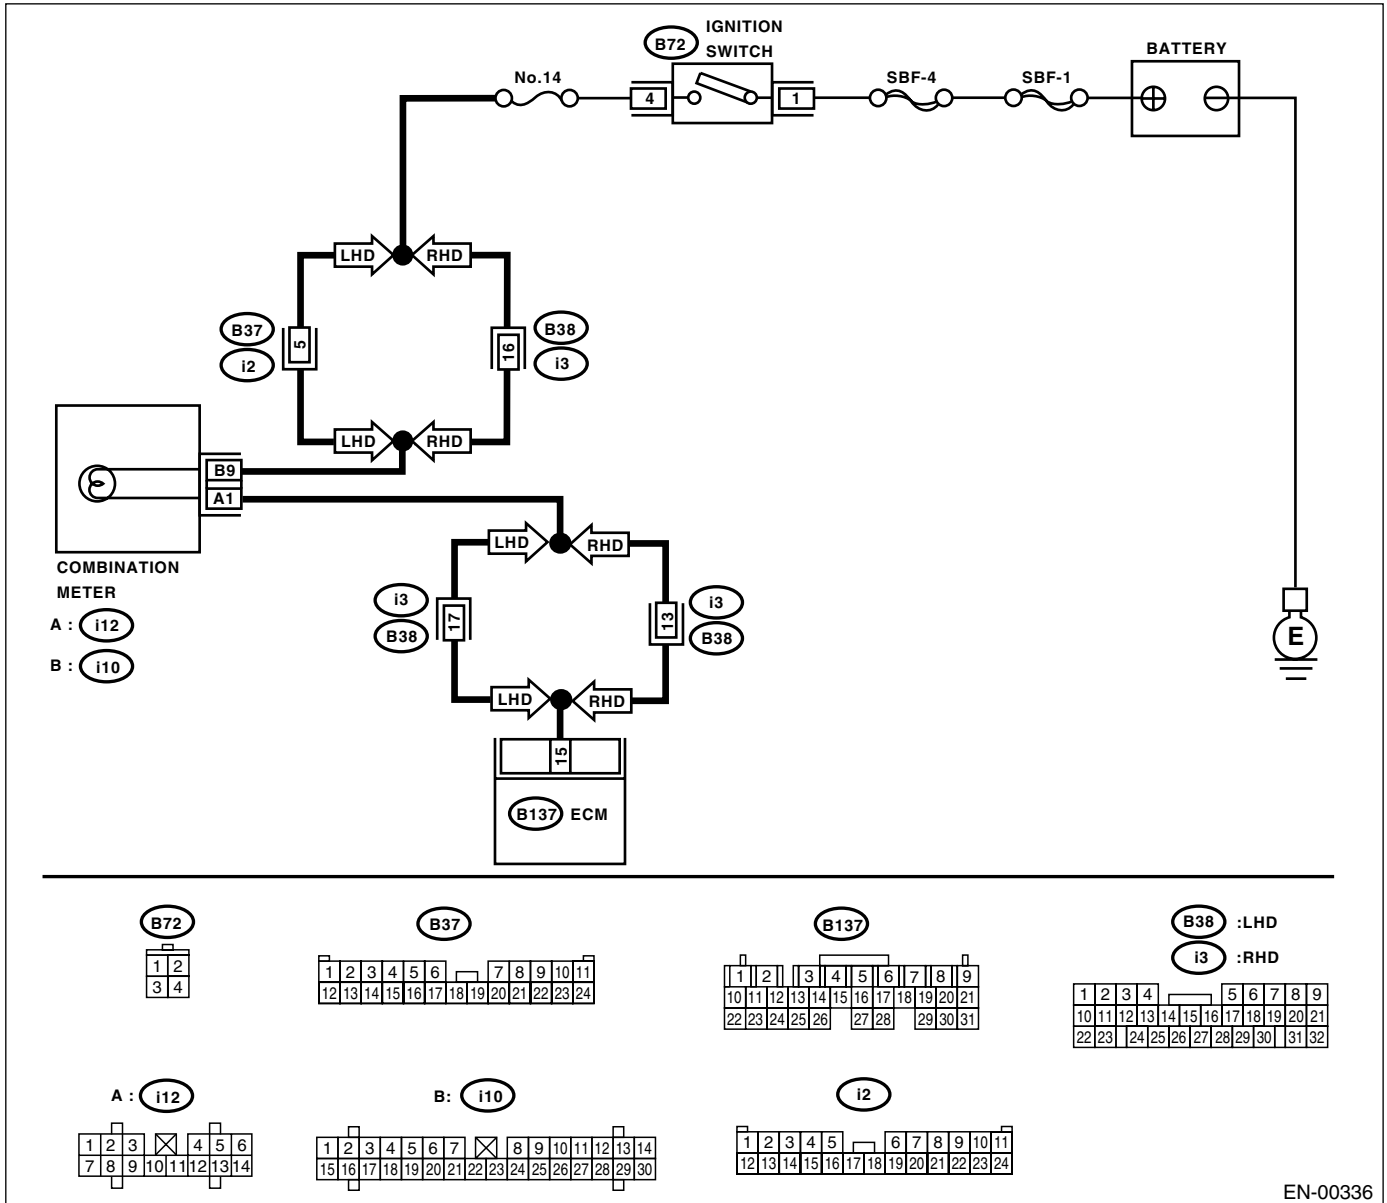 IGNITION
SWITCH
B72
BATTERY
No.14
SBF-4
SBF-1
4
1
LHD
RHD
B37
i2
5
16
B38
i3
LHD
RHD
B9
A1
COMBINATION
METER
A : i12
B : i10
LHD
RHD
i3
B38
17
13
i3
B38
LHD
RHD
15
B137 ECM
E
B72
1 2
3 4
B37
1 2 3 4 5 6 7 8 9 10 11
12 13 14 15 16 17 18 19 20 21 22 23 24
B137
1 2 3 4 5 6 7 8 9
10 11 12 13 14 15 16 17 18 19 20 21
22 23 24 25 26 27 28 29 30 31
B38 :LHD
i3 :RHD
1 2 3 4 5 6 7 8 9
10 11 12 13 14 15 16 17 18 19 20 21
22 23 24 25 26 27 28 29 30 31 32
A : i12
1 2 3 4 5 6
7 8 9 10 11 12 13 14
B: i10
1 2 3 4 5 6 7 8 9 10 11 12 13 14
15 16 17 18 19 20 21 22 23 24 25 26 27 28 29 30
i2
1 2 3 4 5 6 7 8 9 10 11
12 13 14 15 16 17 18 19 20 21 22 23 24
EN-00336